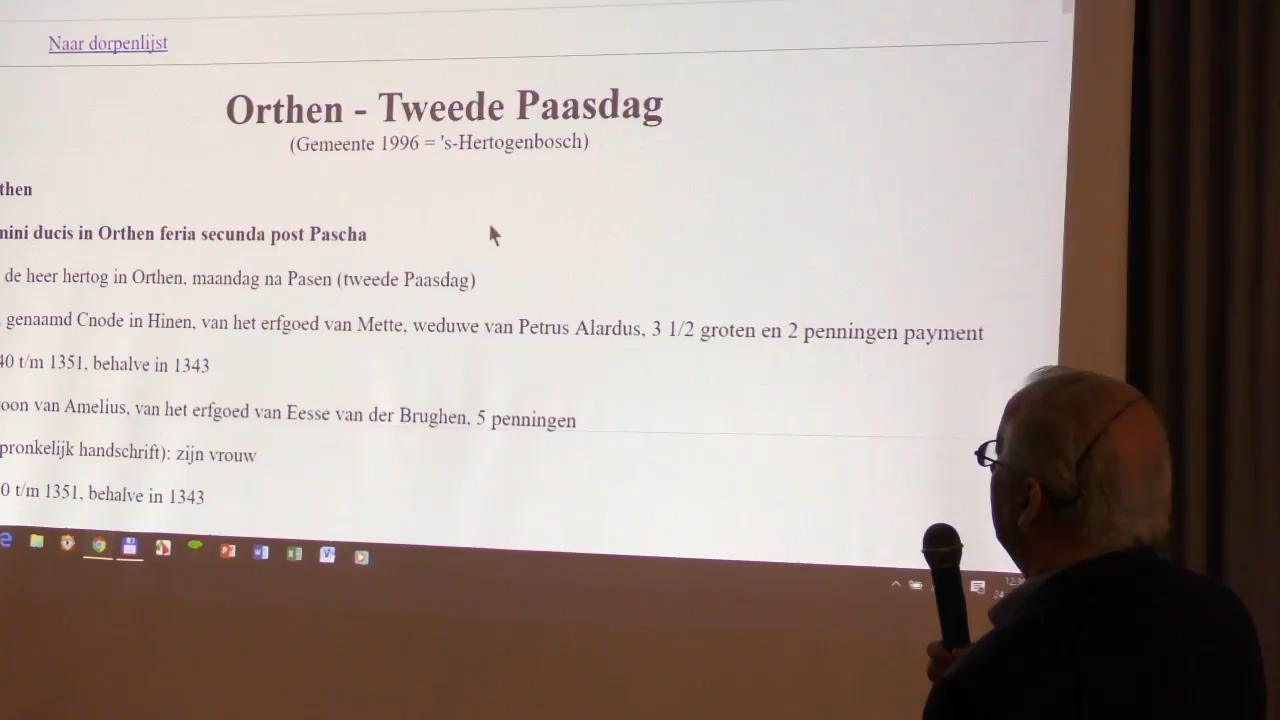 Naar dorpenlijst
Orthen - Tweede Paasdag
(Gemeente 1996 = 's-Hertogenbosch)
then
mini ducis in Orthen feria secunda post Pascha
de heer hertog in Orthen, maandag na Pasen (tweede Paasdag)
genaamd Cnode in Hinen, van het erfgoed van Mette, weduwe van Petrus Alardus, 3 1/2 groten en 2 penningen payment
40 t/m 1351, behalve in 1343
oon van Amelius, van het erfgoed van Eesse van der Brughen, 5 penningen
pronkelijk handschrift): zijn vrouw
0 t/m 1351, behalve in 1343